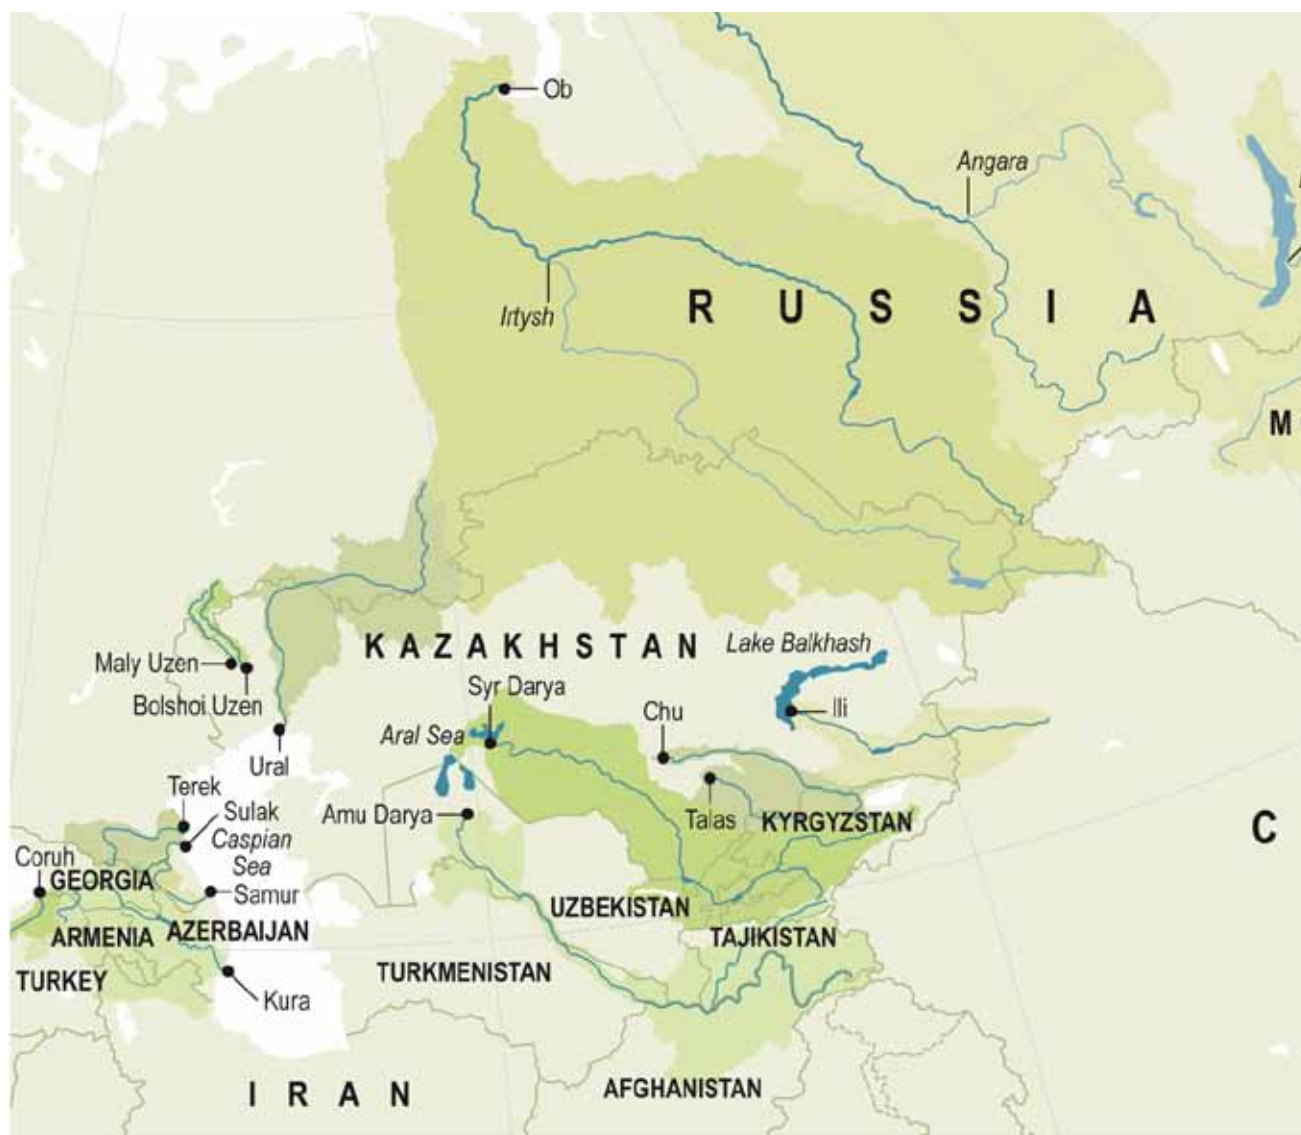 Ob
Angara
Irtysh
R U S S I A
M
Lake Balkhash
KAZAKHSTAN
Maly Uzen
Bolshoi Uzen
Syr Darya
Chu
Ili
Aral Sea
Ural
Terek
Sulak
Amu Darya
Talas
KYRGYZSTAN
C
Caspian
Sea
Coruh
GEORGIA
Samur
UZBEKISTAN
ARMENIA
AZERBAIJAN
TAJIKISTAN
TURKEY
TURKMENISTAN
Kura
I R A N
AFGHANISTAN